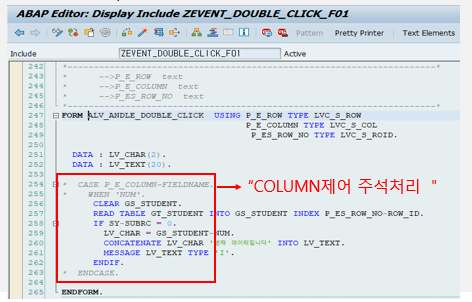 ABAP Editor: Display Include ZEVENT_DOUBLE_CLICK_F01
Pattern Pretty Printer Text Elements
Include ZEVENT_DOUBLE_CLICK_F01 Active
242 *----------------------------------------------------------------------*
243 * -->P_E_ROW text
244 * -->P_E_COLUMN text
245 * -->P_ES_ROW_NO text
246 *----------------------------------------------------------------------*
247 FORM ALV_ANDLE_DOUBLE_CLICK USING P_E_ROW TYPE LVC_S_ROW
248 P_E_COLUMN TYPE LVC_S_COL
249 P_ES_ROW_NO TYPE LVC_S_ROID.
250
251 DATA : LV_CHAR(2).
252 DATA : LV_TEXT(20).
253
254 * CASE P_E_COLUMN-FIELDNAME.
255 * WHEN 'NUM'.
256 CLEAR GS_STUDENT.
257 READ TABLE GT_STUDENT INTO GS_STUDENT INDEX P_ES_ROW_NO-ROW_ID.
258 IF SY-SUBRC = 0.
259 LV_CHAR = GS_STUDENT-NUM.
260 CONCATENATE LV_CHAR '번째 데이터입니다' INTO LV_TEXT.
261 MESSAGE LV_TEXT TYPE 'I'.
262 ENDIF.
263 * ENDCASE.
264
265 ENDFORM.
"COLUMN제어 주석처리 "